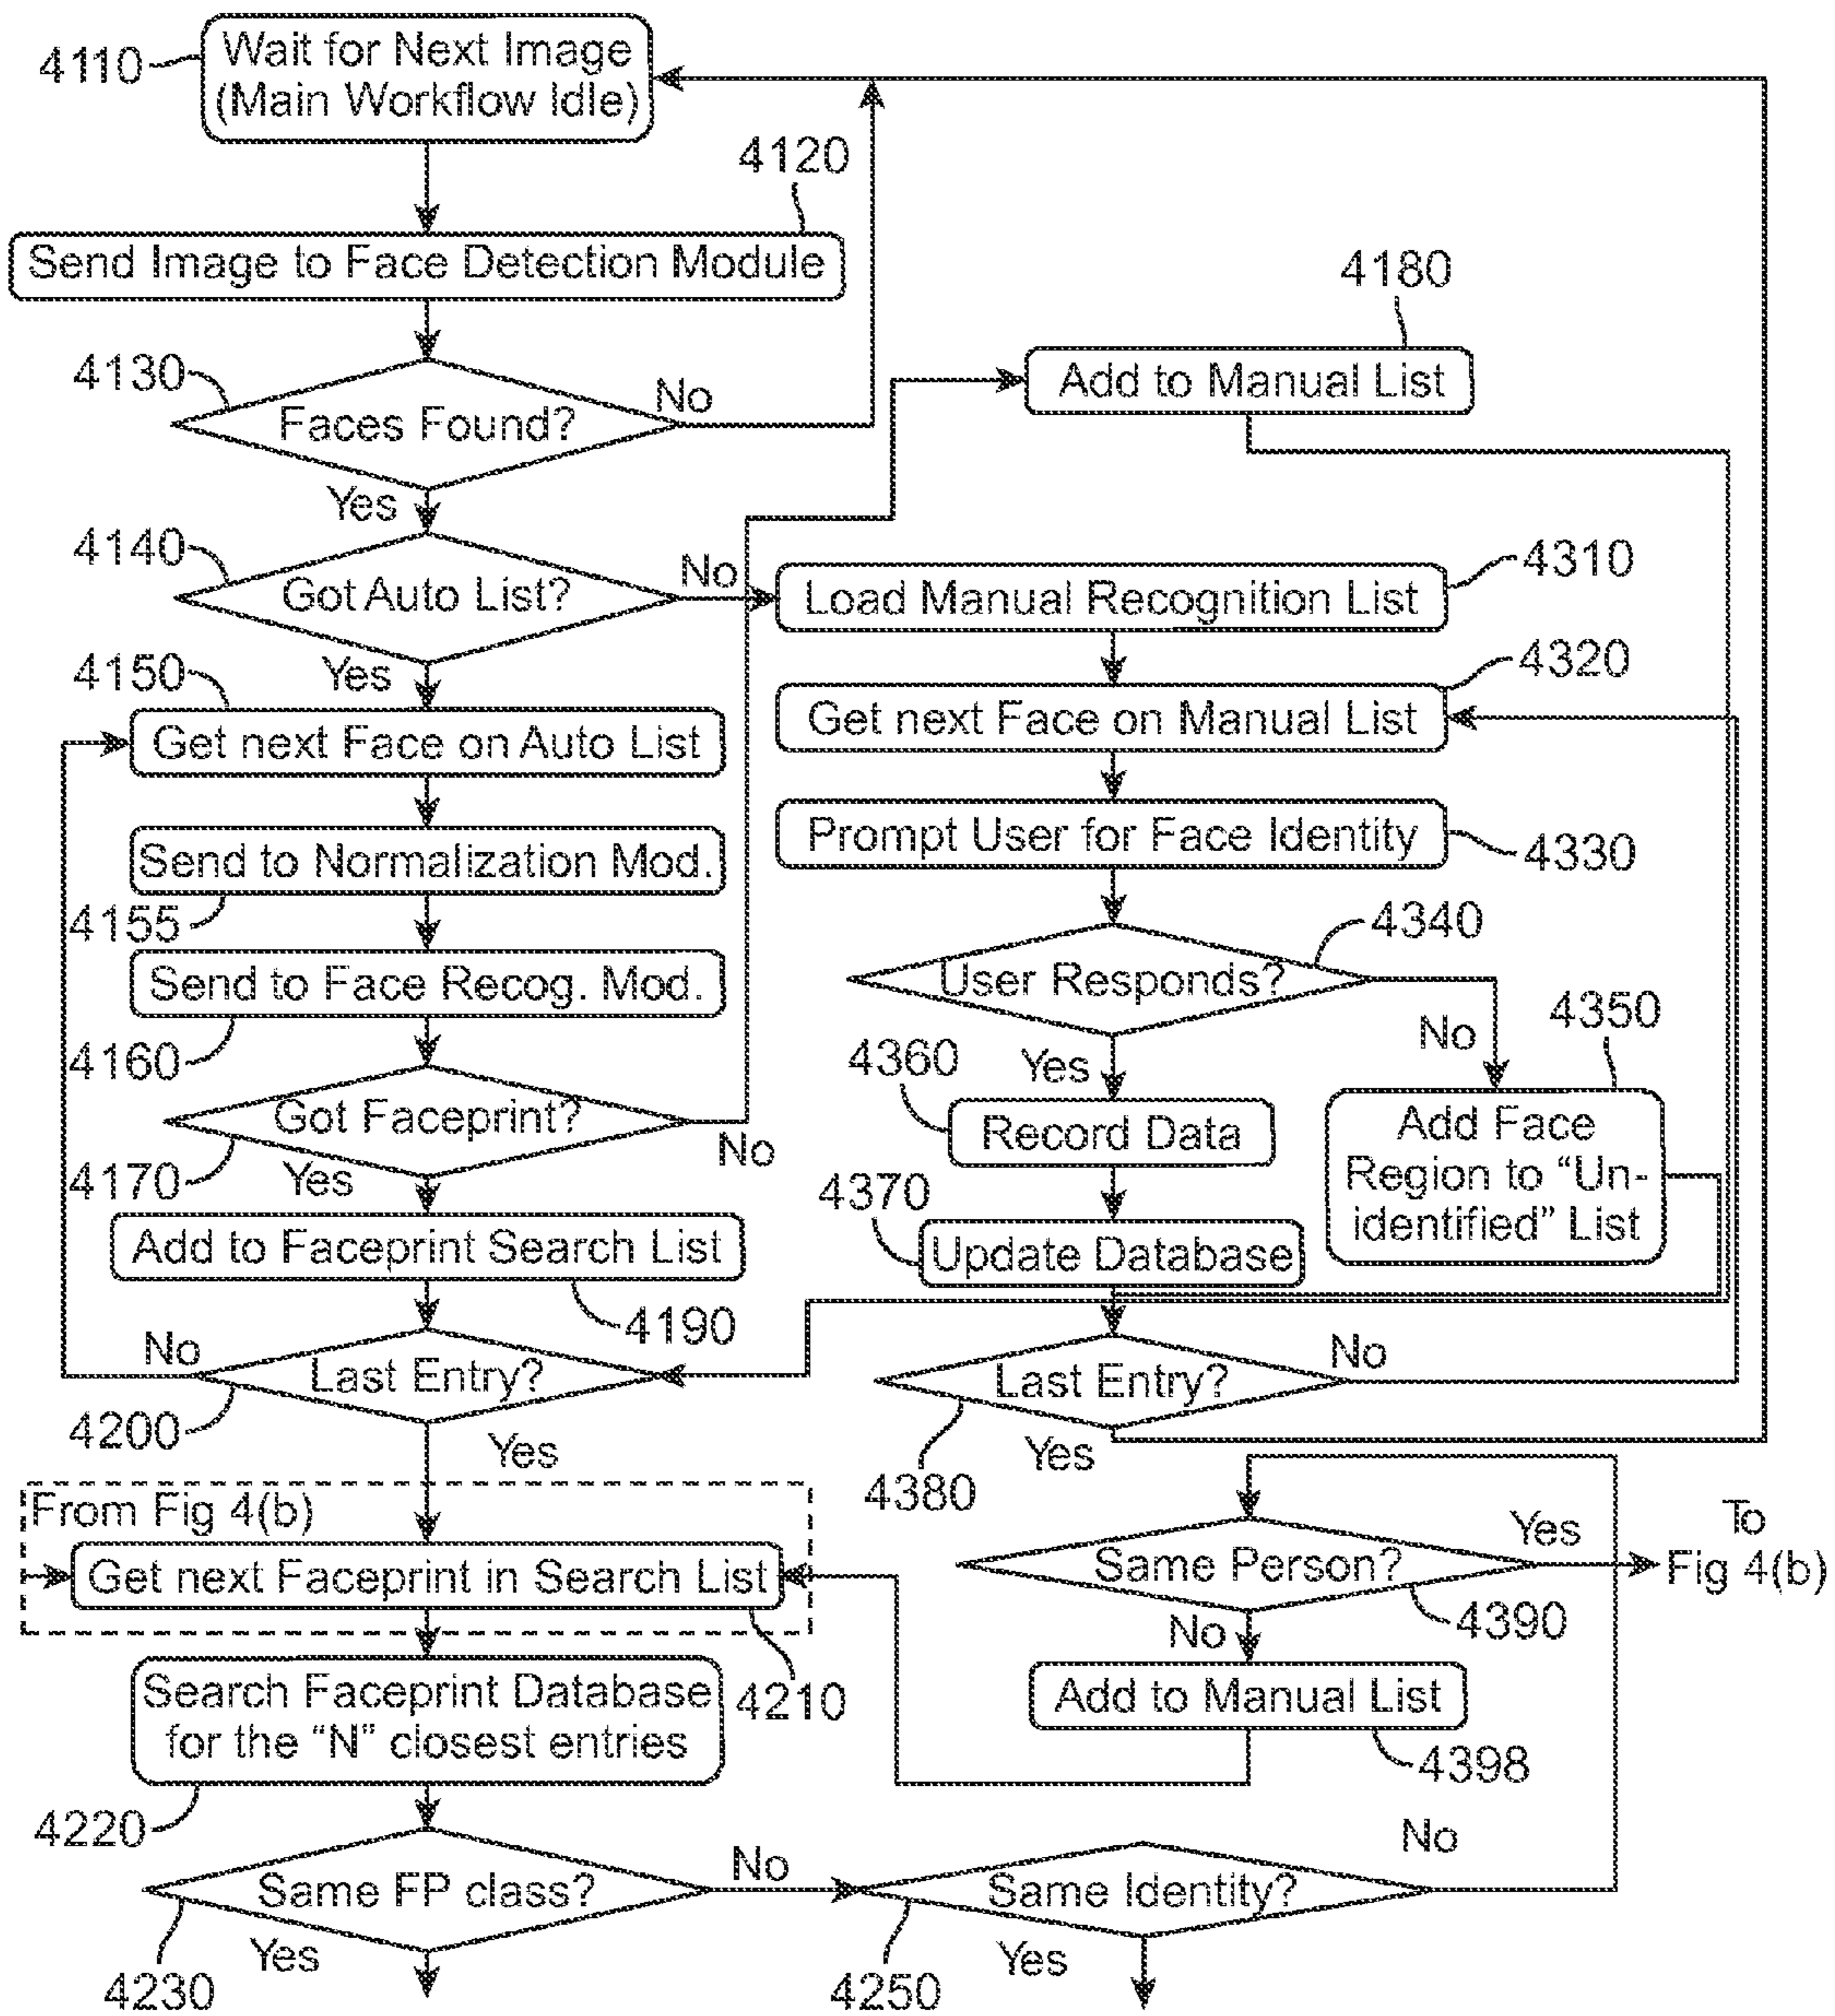 4110
Wait for Next Image
(Main Workflow Idle)
4120
Send Image to Face Detection Module
4180
Add to Manual List
4130
Faces Found?
No
Yes
4140
Got Auto List?
No
4310
Load Manual Recognition List
Yes
4150
Get next Face on Auto List
4320
Get next Face on Manual List
Send to Normalization Mod.
4155
Prompt User for Face Identity
4330
4340
User Responds?
Send to Face Recog. Mod.
4160
No
4350
Yes
4360
Record Data
Add Face
Region to “Un-
identified” List
Got Faceprint?
No
4170
Yes
4370
Update Database
Add to Faceprint Search List
4190
No
Last Entry?
4200
Yes
Last Entry?
No
4380
Yes
From Fig 4(b)
Get next Faceprint in Search List
4210
Same Person?
Yes
To
Fig 4(b)
4390
No
Add to Manual List
4398
Search Faceprint Database
for the “N” closest entries
4220
Same FP class?
No
4230
Yes
Same Identity?
No
4250
Yes